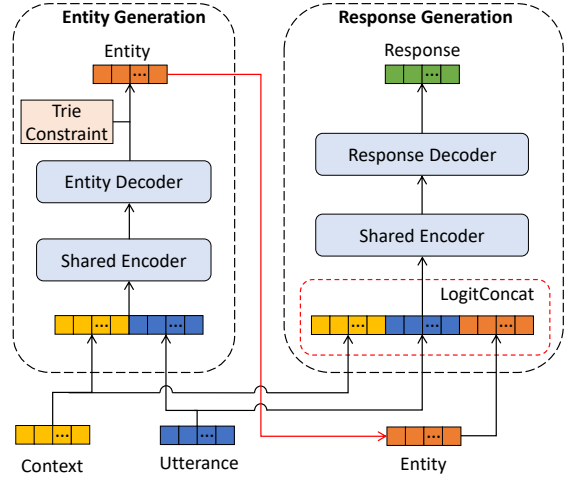 Entity Generation
Entity
...
Trie
Constraint
Entity Decoder
Shared Encoder
... ...
Response Generation
Response
...
Response Decoder
Shared Encoder
LogitConcat
... ... ...
...
Context
...
Utterance
...
Entity